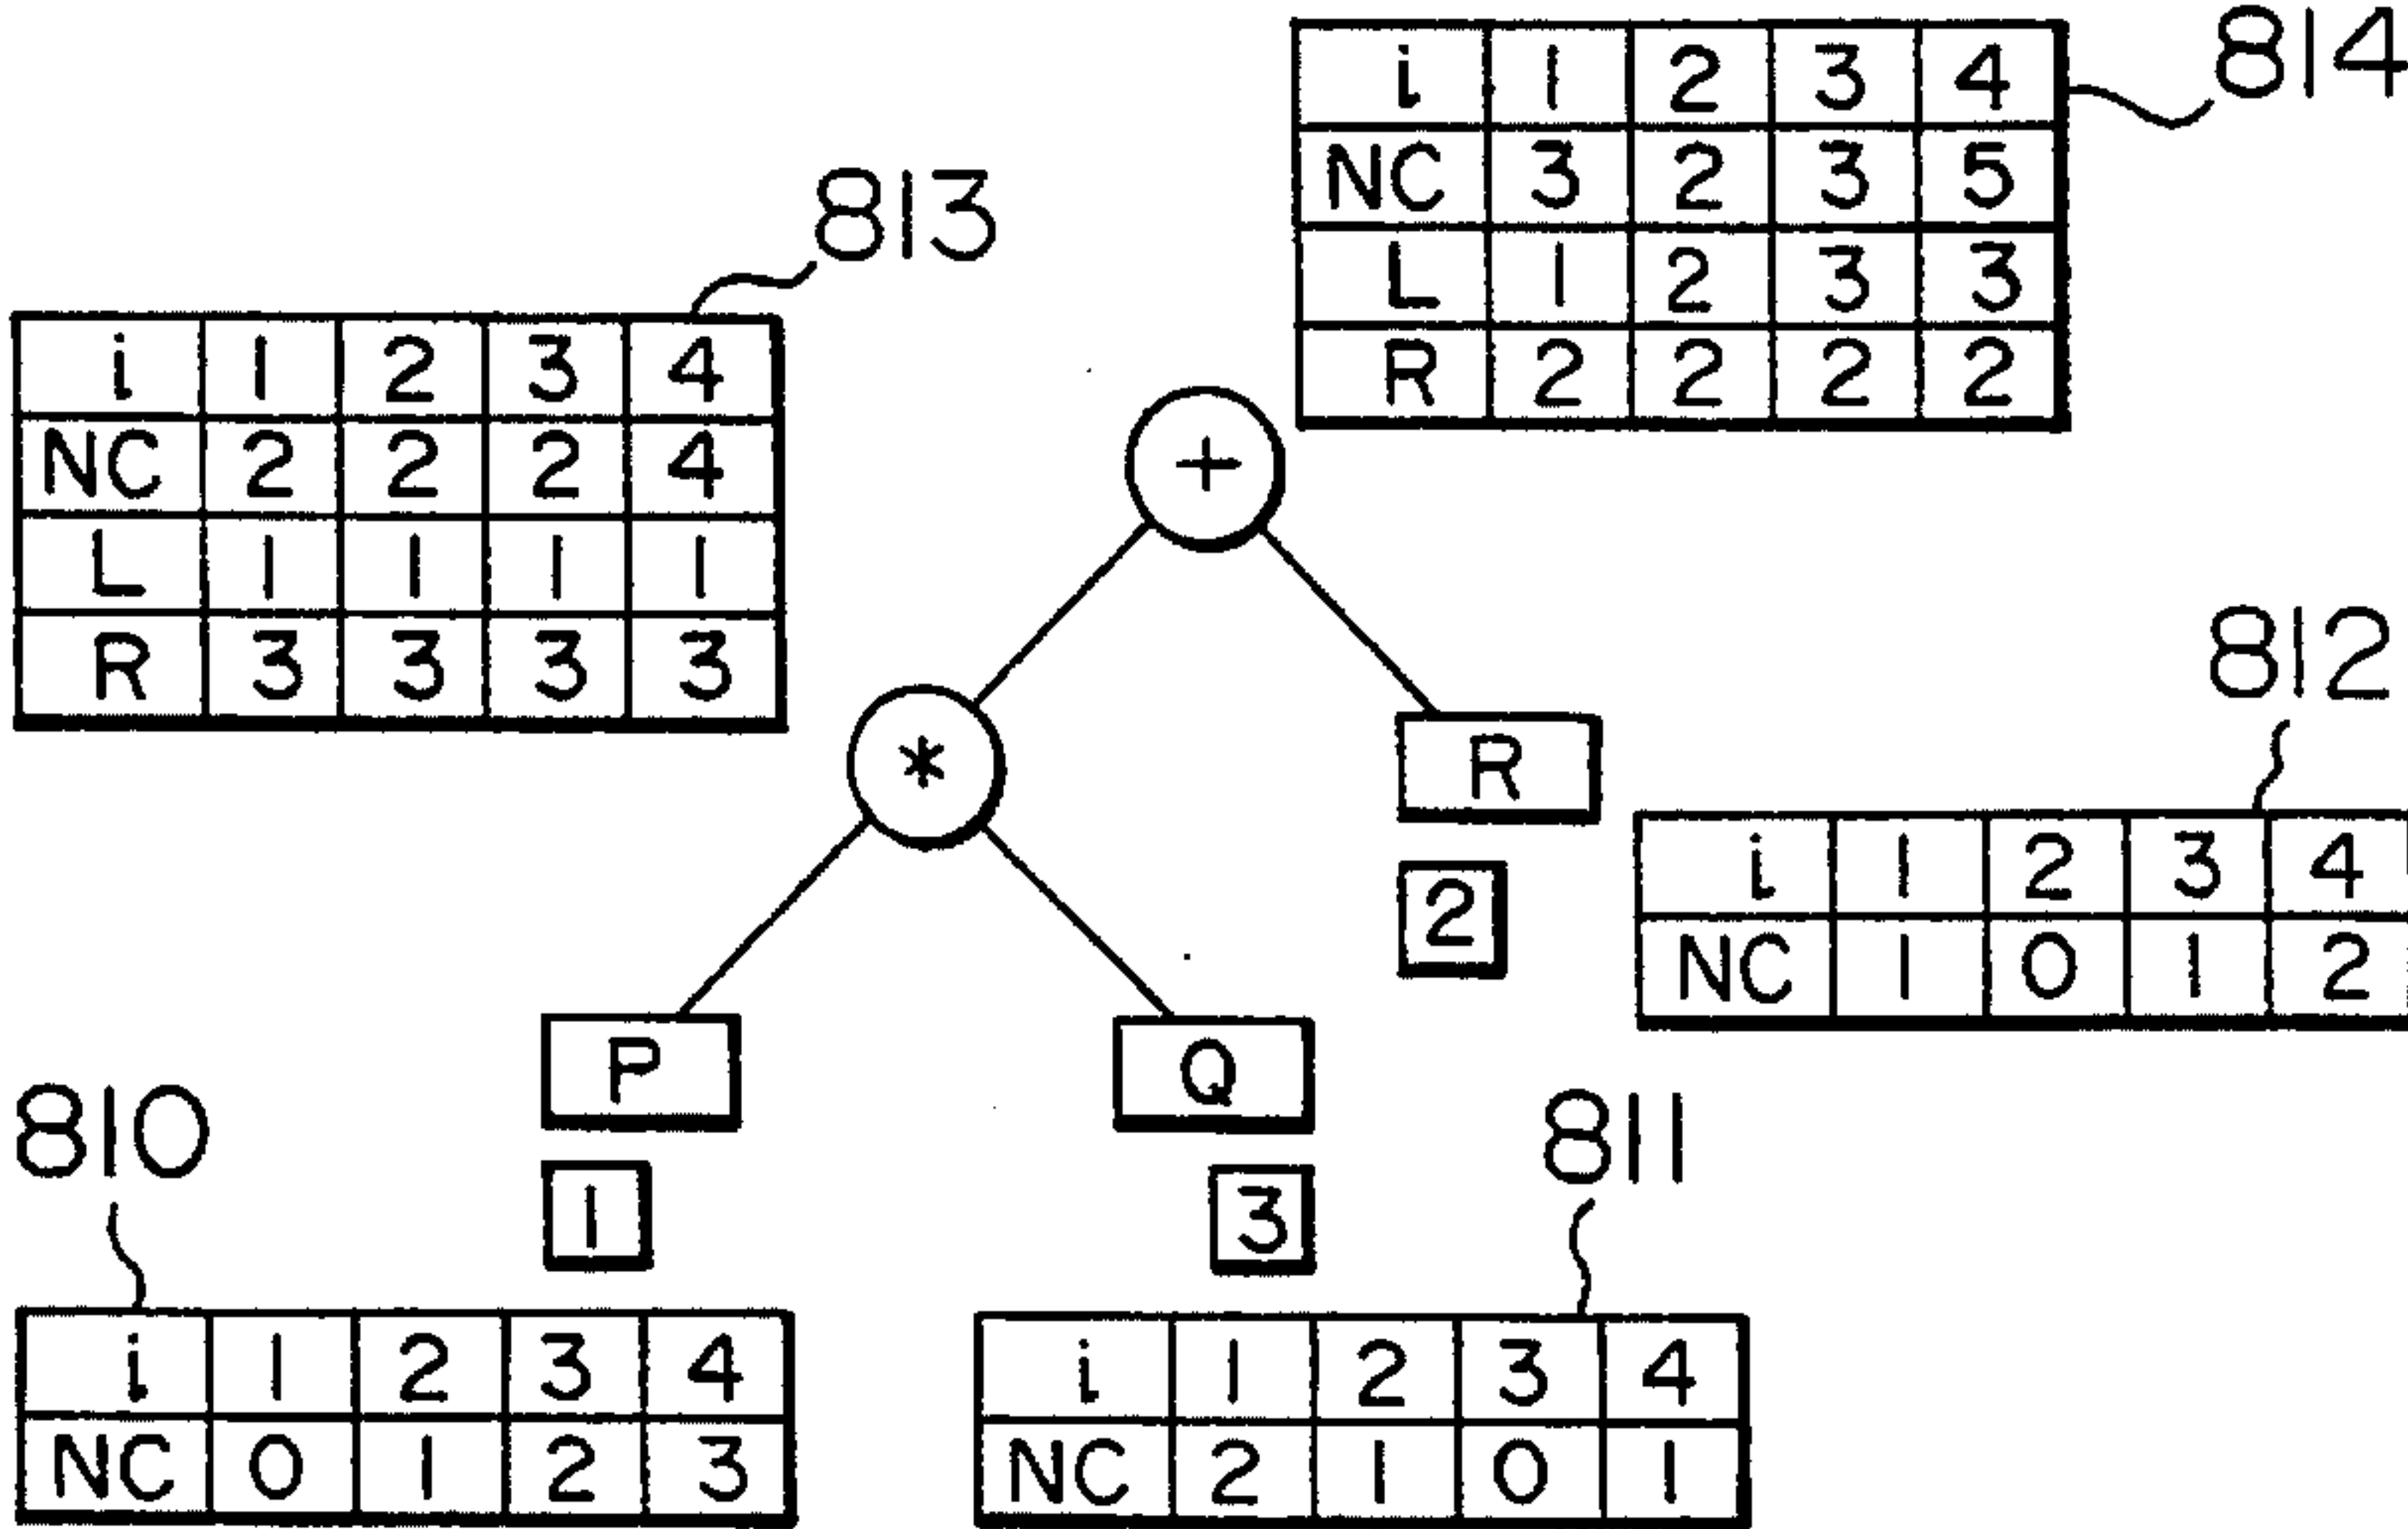 814
i 1 2 3 4
NC 3 2 3 5
L 1 2 3 3
R 2 2 2 2
813
i 1 2 3 4
NC 2 2 2 4
L 1 1 1 1
R 3 3 3 3
+
*
R
2
812
i 1 2 3 4
NC 1 0 1 2
P
1
Q
3
810
i 1 2 3 4
NC 0 1 2 3
811
i 1 2 3 4
NC 2 1 0 1